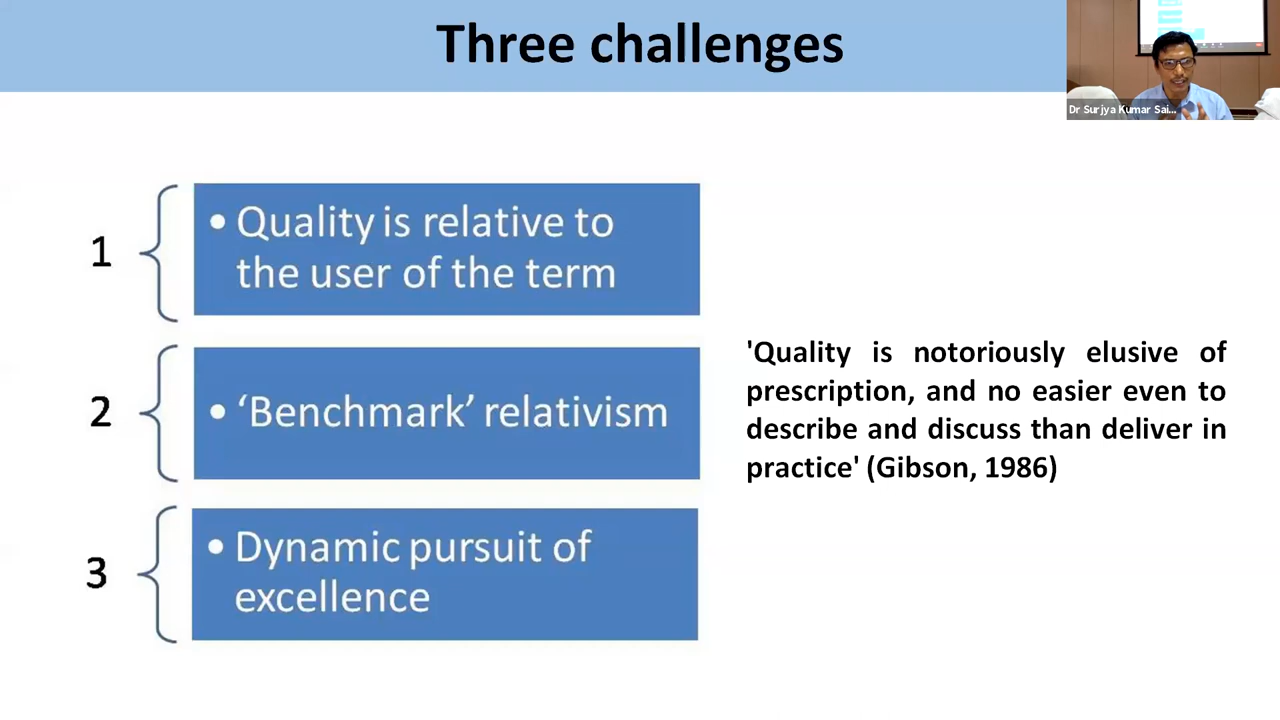 Three challenges
Dr Surjya Kumar Sai...
1
• Quality is relative to
the user of the term
2
• ‘Benchmark’ relativism
3
• Dynamic pursuit of
excellence
'Quality is notoriously elusive of
prescription, and no easier even to
describe and discuss than deliver in
practice' (Gibson, 1986)